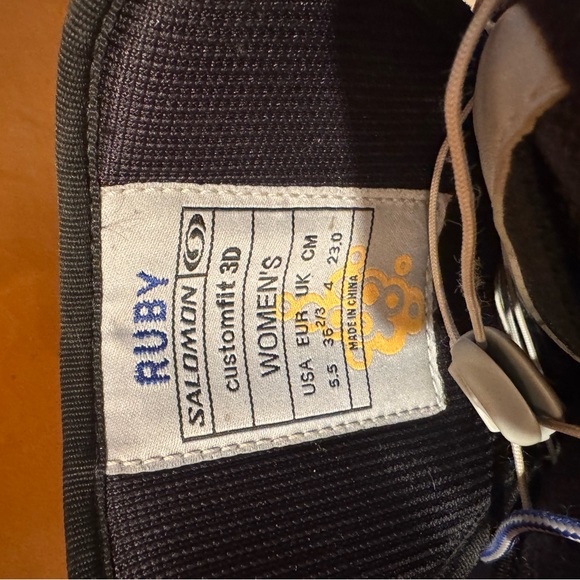 RUBY
SALOMON
customfit 3D
WOMEN'S
USA EUR UK CM
5.5 36 2/3 4 23.0
MADE IN CHINA